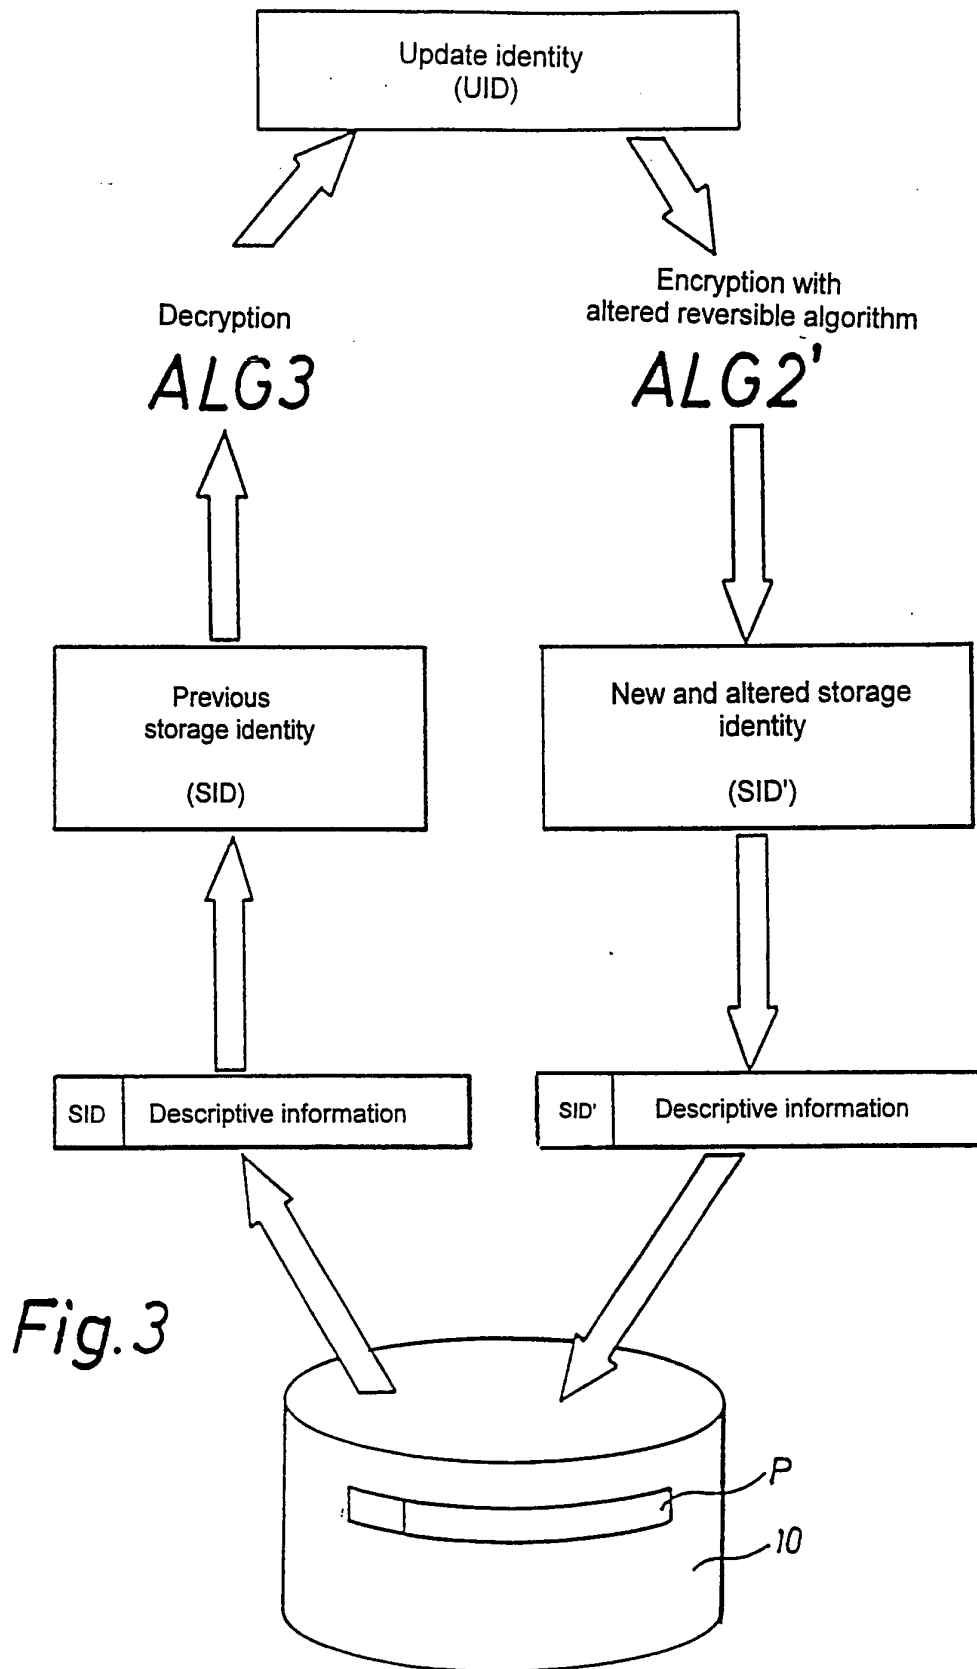 Update identity
(UID)
Decryption
ALG3
Encryption with
altered reversible algorithm
ALG2'
Previous
storage identity
(SID)
New and altered storage
identity
(SID')
SID
Descriptive information
SID'
Descriptive information
Fig.3
P
10